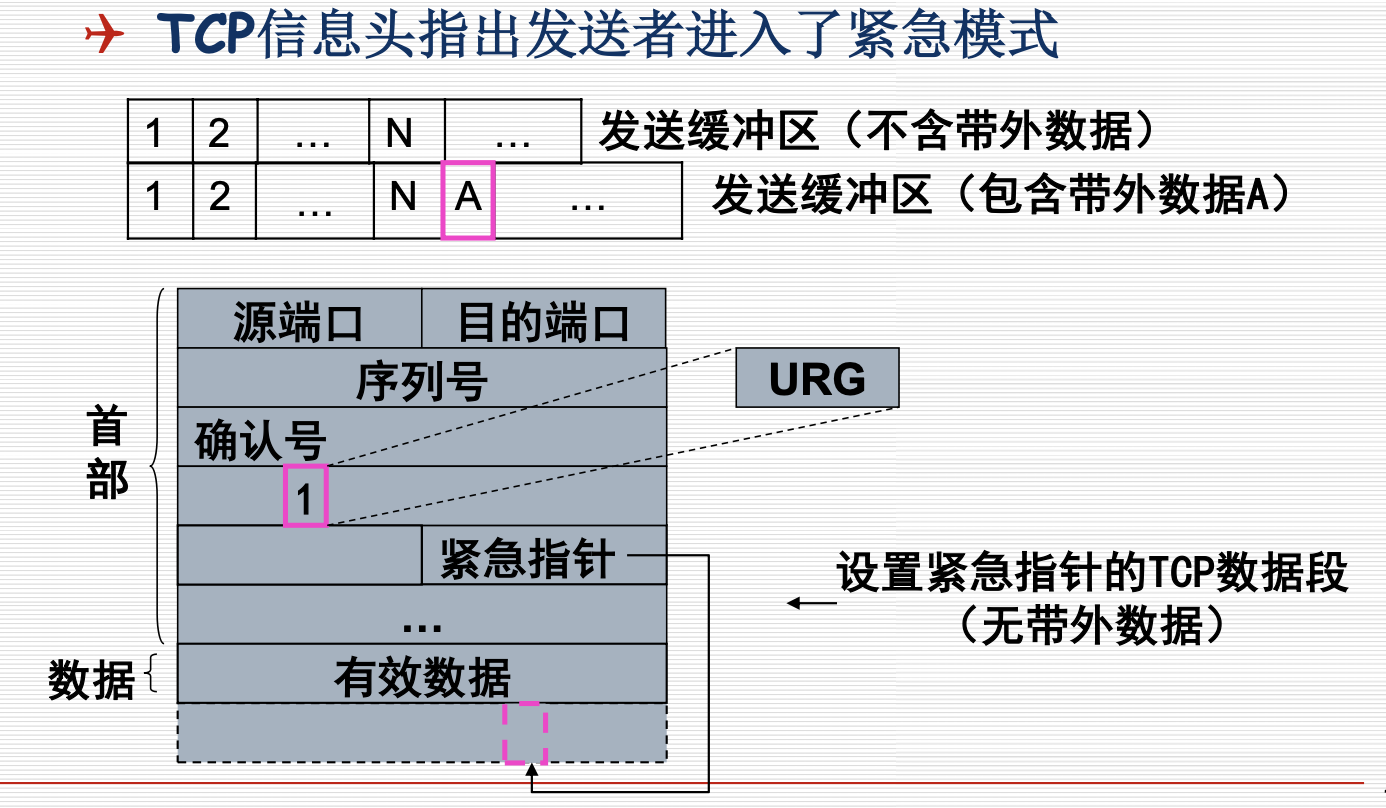 TCP信息头指出发送者进入了紧急模式
1 2 … N … 发送缓冲区（不含带外数据）
1 2 … N A … 发送缓冲区（包含带外数据A）
源端口 目的端口
序列号
URG
确认号
首部
1
紧急指针
设置紧急指针的TCP数据段
（无带外数据）
…
数据
有效数据